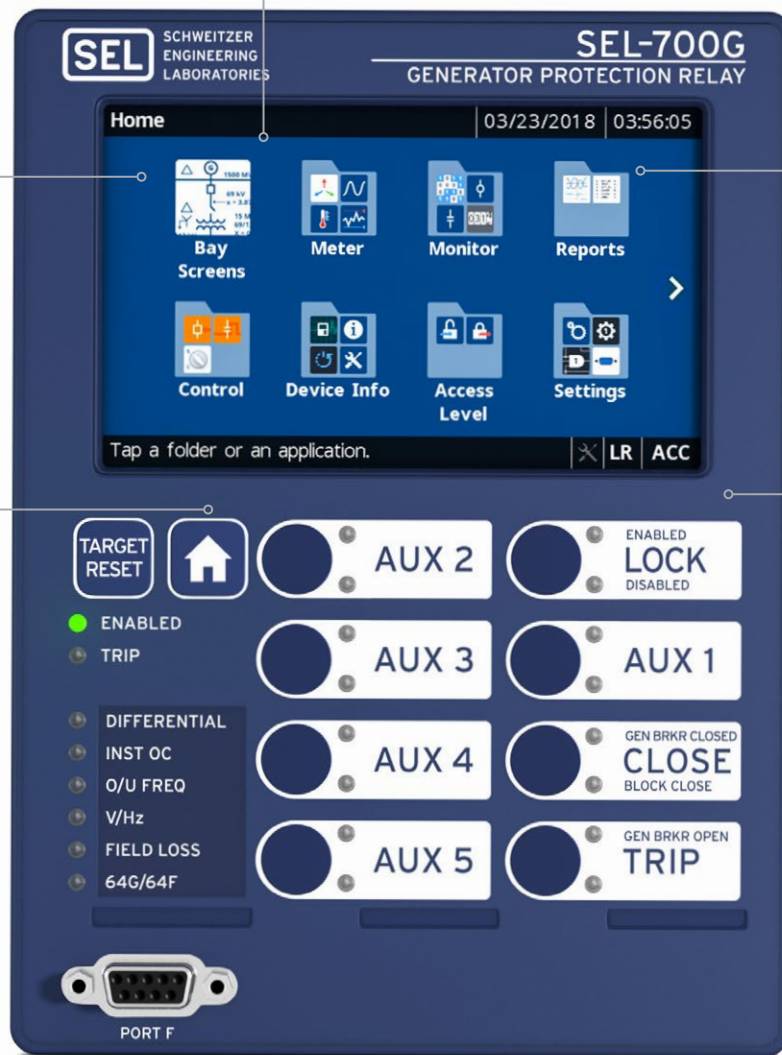 SEL
SCHWEITZER
ENGINEERING
LABORATORIES
SEL-700G
GENERATOR PROTECTION RELAY
Home 03/23/2018 03:56:05
1500
69 kV
Bay
Screens
Meter
Monitor
Reports
Control
Device Info
Access
Level
Settings
Tap a folder or an application. LR ACC
TARGET
RESET
ENABLED
TRIP
DIFFERENTIAL
INST OC
O/U FREQ
V/Hz
FIELD LOSS
64G/64F
AUX 2
AUX 3
AUX 4
AUX 5
ENABLED
LOCK
DISABLED
AUX 1
GEN BRKR CLOSED
CLOSE
BLOCK CLOSE
GEN BRKR OPEN
TRIP
PORT F